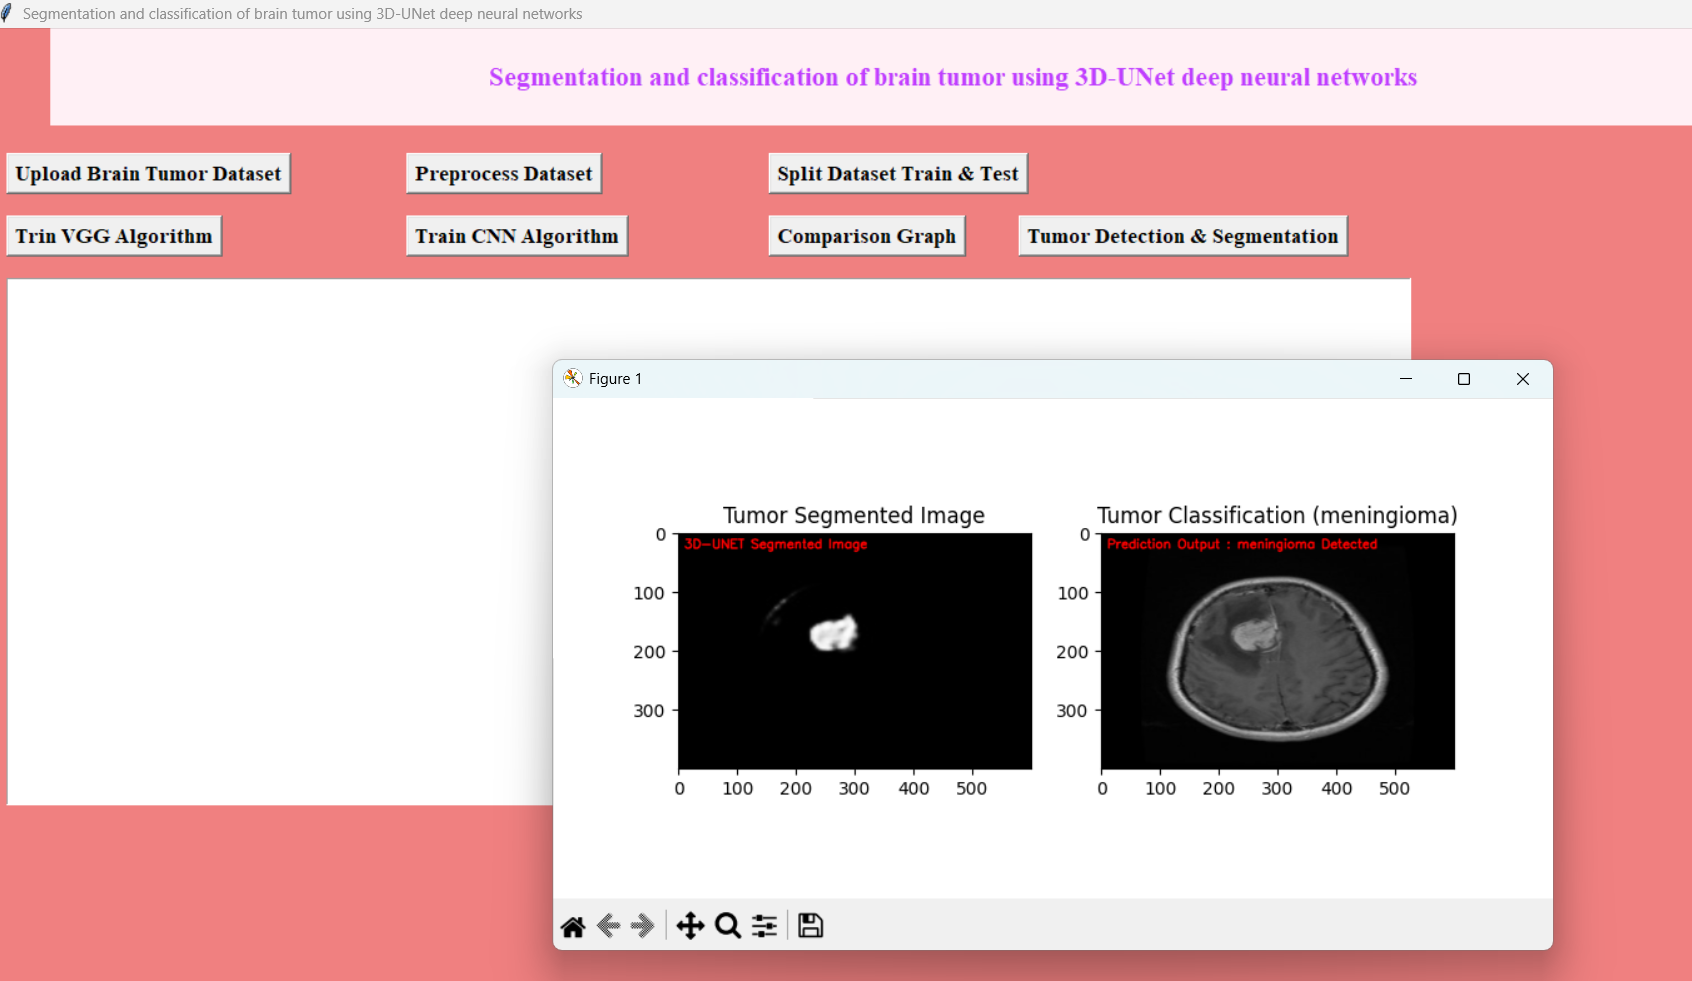 Segmentation and classification of brain tumor using 3D-UNet deep neural networks
Segmentation and classification of brain tumor using 3D-UNet deep neural networks
Upload Brain Tumor Dataset
Preprocess Dataset
Split Dataset Train & Test
Trin VGG Algorithm
Train CNN Algorithm
Comparison Graph
Tumor Detection & Segmentation
Figure 1
Tumor Segmented Image
3D-UNET Segmented Image
0
100
200
300
0 100 200 300 400 500
Tumor Classification (meningioma)
Prediction Output : meningioma Detected
0
100
200
300
0 100 200 300 400 500